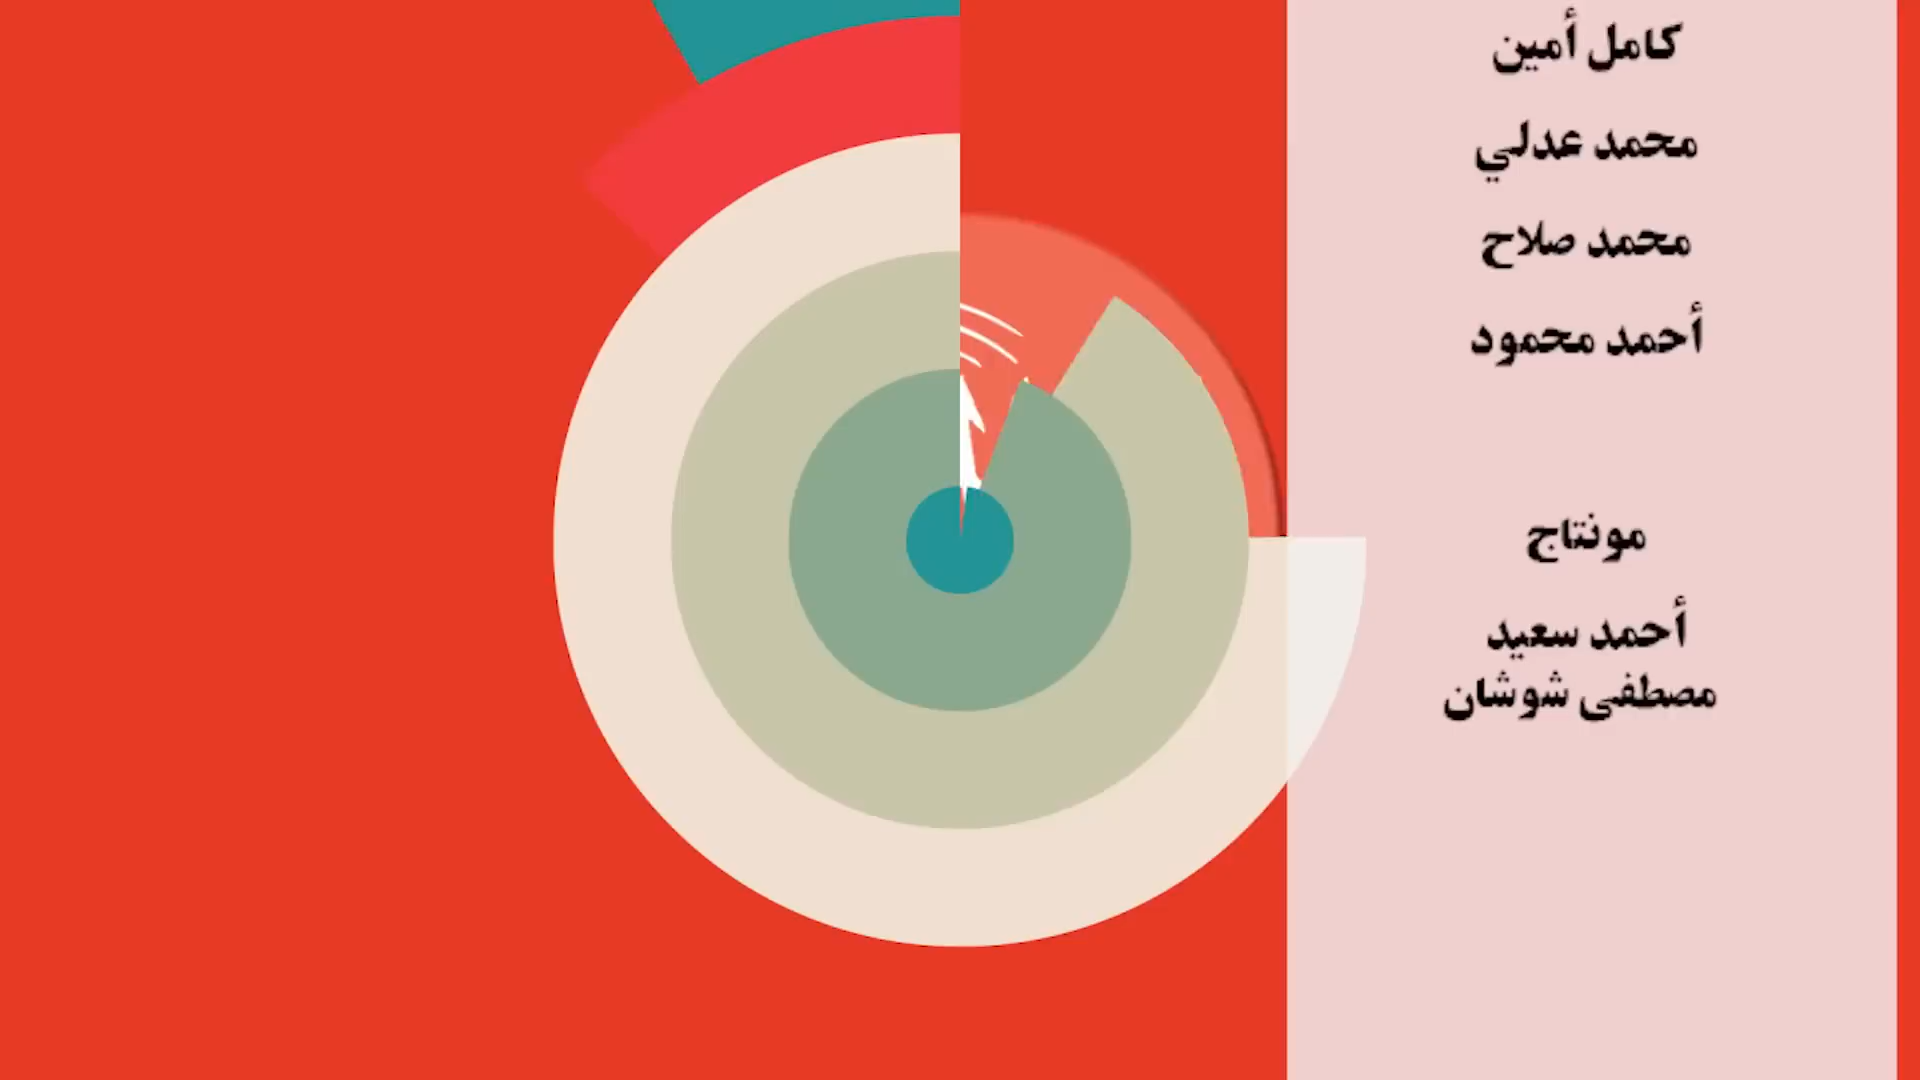 كامل أمين
محمد عدلي
محمد صلاح
أحمد محمود
مونتاج
أحمد سعيد
مصطفى شوشان